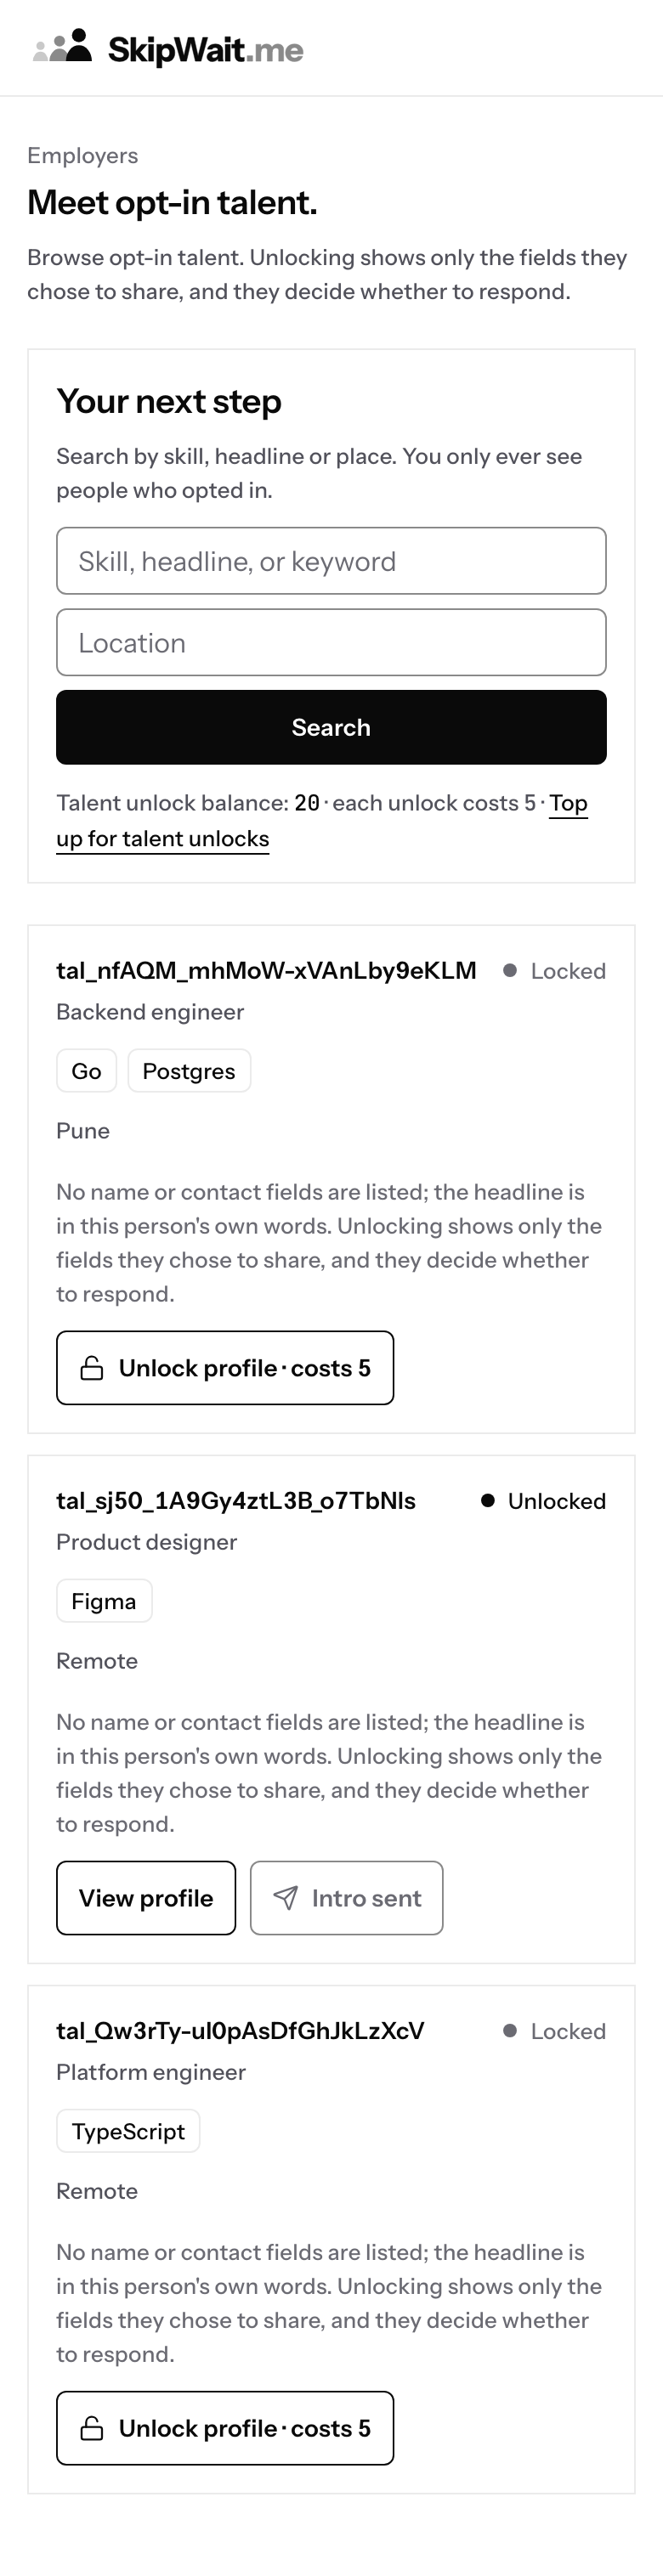 SkipWait.me
Employers
Meet opt-in talent.
Browse opt-in talent. Unlocking shows only the fields they
chose to share, and they decide whether to respond.
Your next step
Search by skill, headline or place. You only ever see
people who opted in.
Skill, headline, or keyword
Location
Search
Talent unlock balance: 20 · each unlock costs 5 · Top
up for talent unlocks
tal_nfAQM_mhMoW-xVAnLby9eKLM Locked
Backend engineer
Go Postgres
Pune
No name or contact fields are listed; the headline is
in this person's own words. Unlocking shows only the
fields they chose to share, and they decide whether
to respond.
Unlock profile · costs 5
tal_sj50_1A9Gy4ztL3B_o7TbNls Unlocked
Product designer
Figma
Remote
No name or contact fields are listed; the headline is
in this person's own words. Unlocking shows only the
fields they chose to share, and they decide whether
to respond.
View profile Intro sent
tal_Qw3rTy-uI0pAsDfGhJkLzXcV Locked
Platform engineer
TypeScript
Remote
No name or contact fields are listed; the headline is
in this person's own words. Unlocking shows only the
fields they chose to share, and they decide whether
to respond.
Unlock profile · costs 5